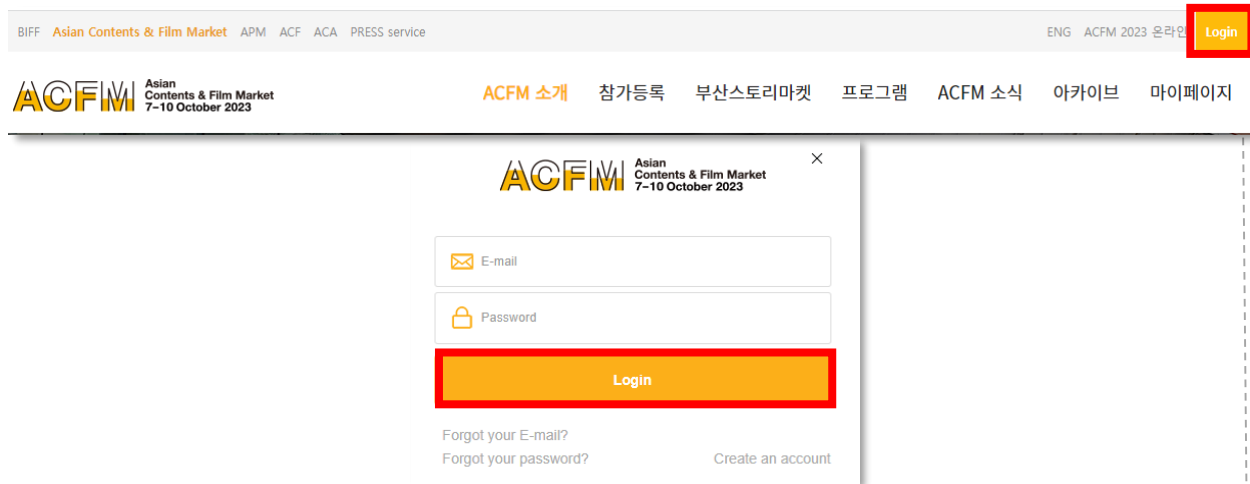 BIFF Asian Contents & Film Market APM ACF ACA PRESS service ENG ACFM 2023 온라인 Login
ACFM Asian
Contents & Film Market
7–10 October 2023
ACFM 소개 참가등록 부산스토리마켓 프로그램 ACFM 소식 아카이브 마이페이지
ACFM Asian
Contents & Film Market
7–10 October 2023
E-mail
Password
Login
Forgot your E-mail?
Forgot your password? Create an account